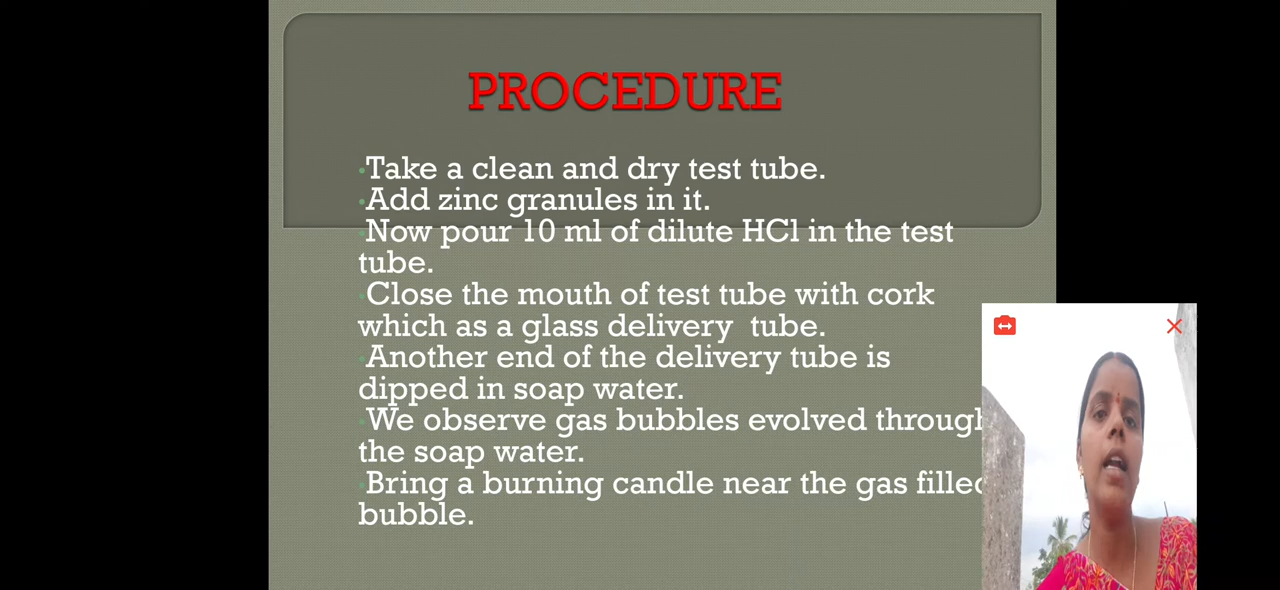 PROCEDURE
•Take a clean and dry test tube.
•Add zinc granules in it.
•Now pour 10 ml of dilute HCl in the test
tube.
•Close the mouth of test tube with cork
which as a glass delivery tube.
•Another end of the delivery tube is
dipped in soap water.
•We observe gas bubbles evolved through
the soap water.
•Bring a burning candle near the gas filled
bubble.